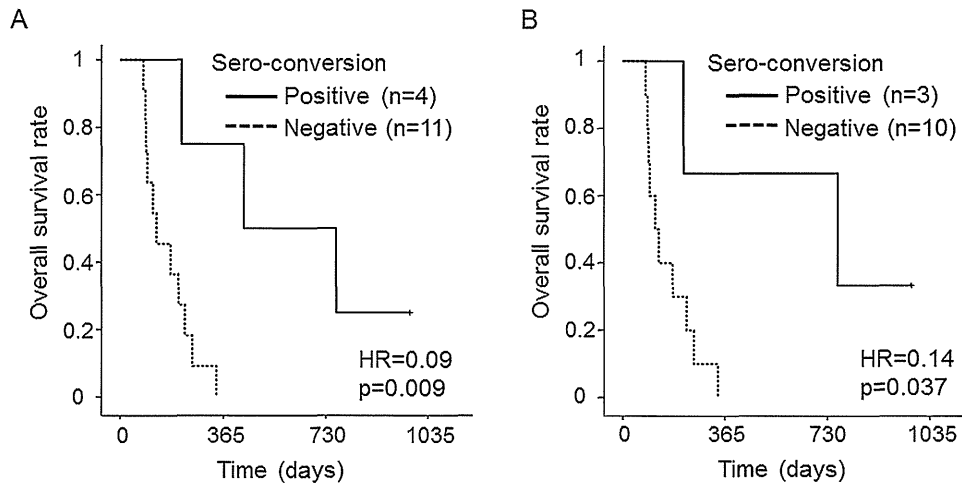 A
Overall survival rate
1
0.8
0.6
0.4
0.2
0
Sero-conversion
Positive (n=4)
Negative (n=11)
HR=0.09
p=0.009
0 365 730 1035
Time (days)
B
Overall survival rate
1
0.8
0.6
0.4
0.2
0
Sero-conversion
Positive (n=3)
Negative (n=10)
HR=0.14
p=0.037
0 365 730 1035
Time (days)